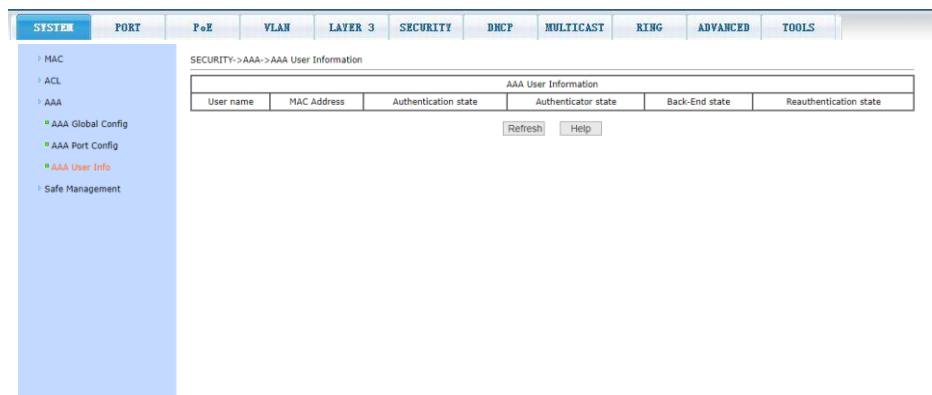 SYSTEM PORT PoE VLAN LAYER 3 SECURITY DHCP MULTICAST RING ADVANCED TOOLS
MAC
ACL
AAA
AAA Global Config
AAA Port Config
AAA User Info
Safe Management
SECURITY->AAA->AAA User Information
AAA User Information
User name MAC Address Authentication state Authenticator state Back-End state Reauthentication state
Refresh Help